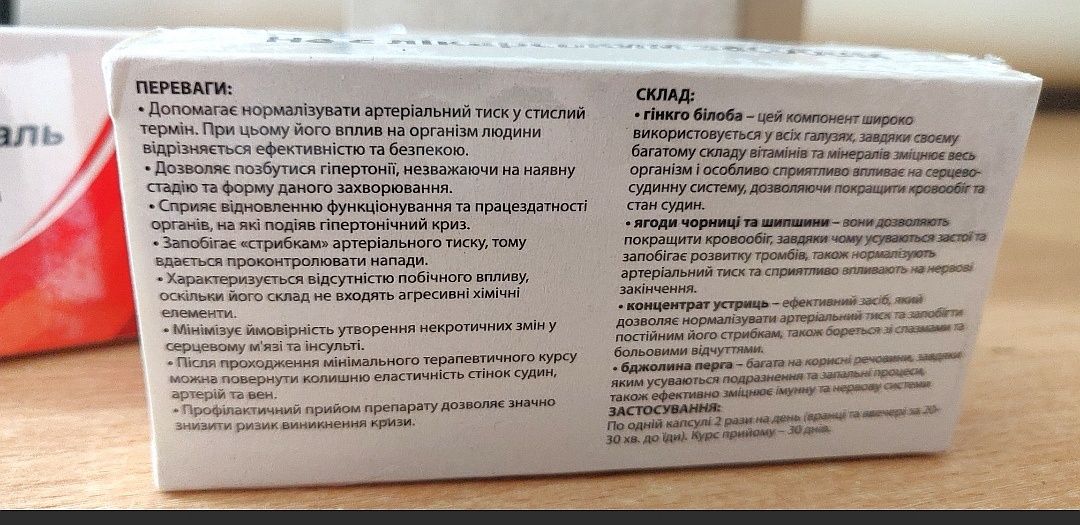 аль
Не є лікарським засобом
ПЕРЕВАГИ:
• Допомагає нормалізувати артеріальний тиск у стислий
термін. При цьому його вплив на організм людини
відрізняється ефективністю та безпекою.
• Дозволяє позбутися гіпертонії, незважаючи на наявну
стадію та форму даного захворювання.
• Сприяє відновленню функціонування та працездатності
органів, на які подіяв гіпертонічний криз.
• Запобігає «стрибкам» артеріального тиску, тому
вдається проконтролювати напади.
• Характеризується відсутністю побічного впливу,
оскільки його склад не входять агресивні хімічні
елементи.
• Мінімізує ймовірність утворення некротичних змін у
серцевому м'язі та інсульті.
• Після проходження мінімального терапевтичного курсу
можна повернути колишню еластичність стінок судин,
артерій та вен.
• Профілактичний прийом препарату дозволяє значно
знизити ризик виникнення кризи.
СКЛАД:
• гінкго білоба – цей компонент широко
використовується у всіх галузях, завдяки своєму
багатому складу вітамінів та мінералів зміцнює весь
організм і особливо сприятливо впливає на серцево-
судинну систему, дозволяючи покращити кровообіг та
стан судин.
• ягоди чорниці та шипшини – вони дозволяють
покращити кровообіг, завдяки чому усуваються застої та
запобігає розвитку тромбів, також нормалізують
артеріальний тиск та сприятливо впливають на нервові
закінчення.
• концентрат устриць – ефективний засіб, який
дозволяє нормалізувати артеріальний тиск та запобігти
постійним його стрибкам, також бореться зі спазмами та
больовими відчуттями.
• бджолина перга – багата на корисні речовини, завдяки
яким усуваються подразнення та запальні процеси,
також ефективно зміцнює імунну та нервову системи
ЗАСТОСУВАННЯ:
По одній капсулі 2 рази на день (вранці та ввечері за 20-
30 хв. до їди). Курс прийому – 30 днів.